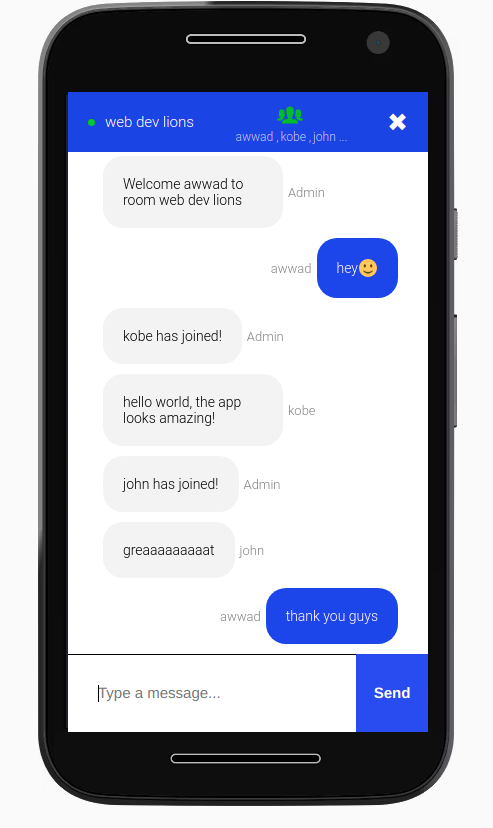 web dev lions
awwad , kobe , john ...
Welcome awwad to
room web dev lions
Admin
awwad
hey🙂
kobe has joined!
Admin
hello world, the app
looks amazing!
kobe
john has joined!
Admin
greaaaaaaaaat
john
awwad
thank you guys
Type a message...
Send